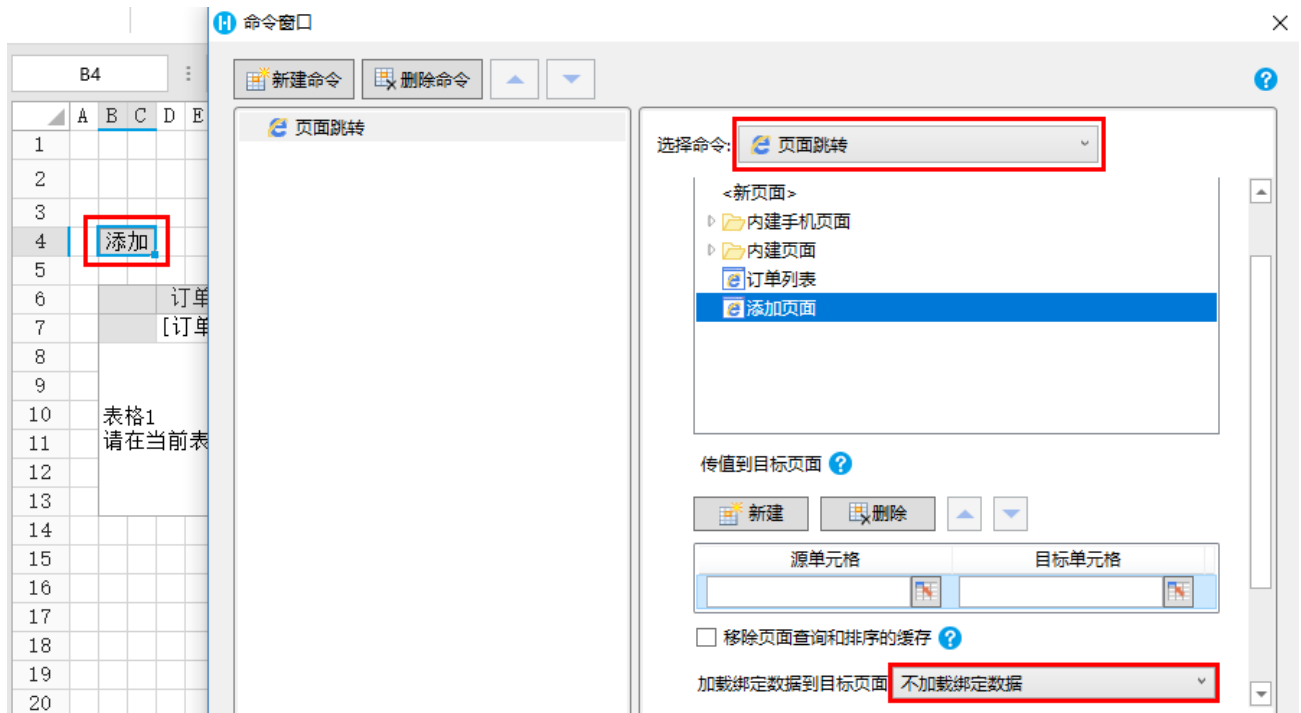 命令窗口
B4
新建命令 删除命令
A B C D E
页面跳转
选择命令: 页面跳转
1
2
3
4 添加
5
6 订单
7 [订单
8
9
10 表格1
11 请在当前表
12
13
14
15
16
17
18
19
20
<新页面>
内建手机页面
内建页面
订单列表
添加页面
传值到目标页面 ?
新建 删除
源单元格 目标单元格
移除页面查询和排序的缓存 ?
加载绑定数据到目标页面 不加载绑定数据